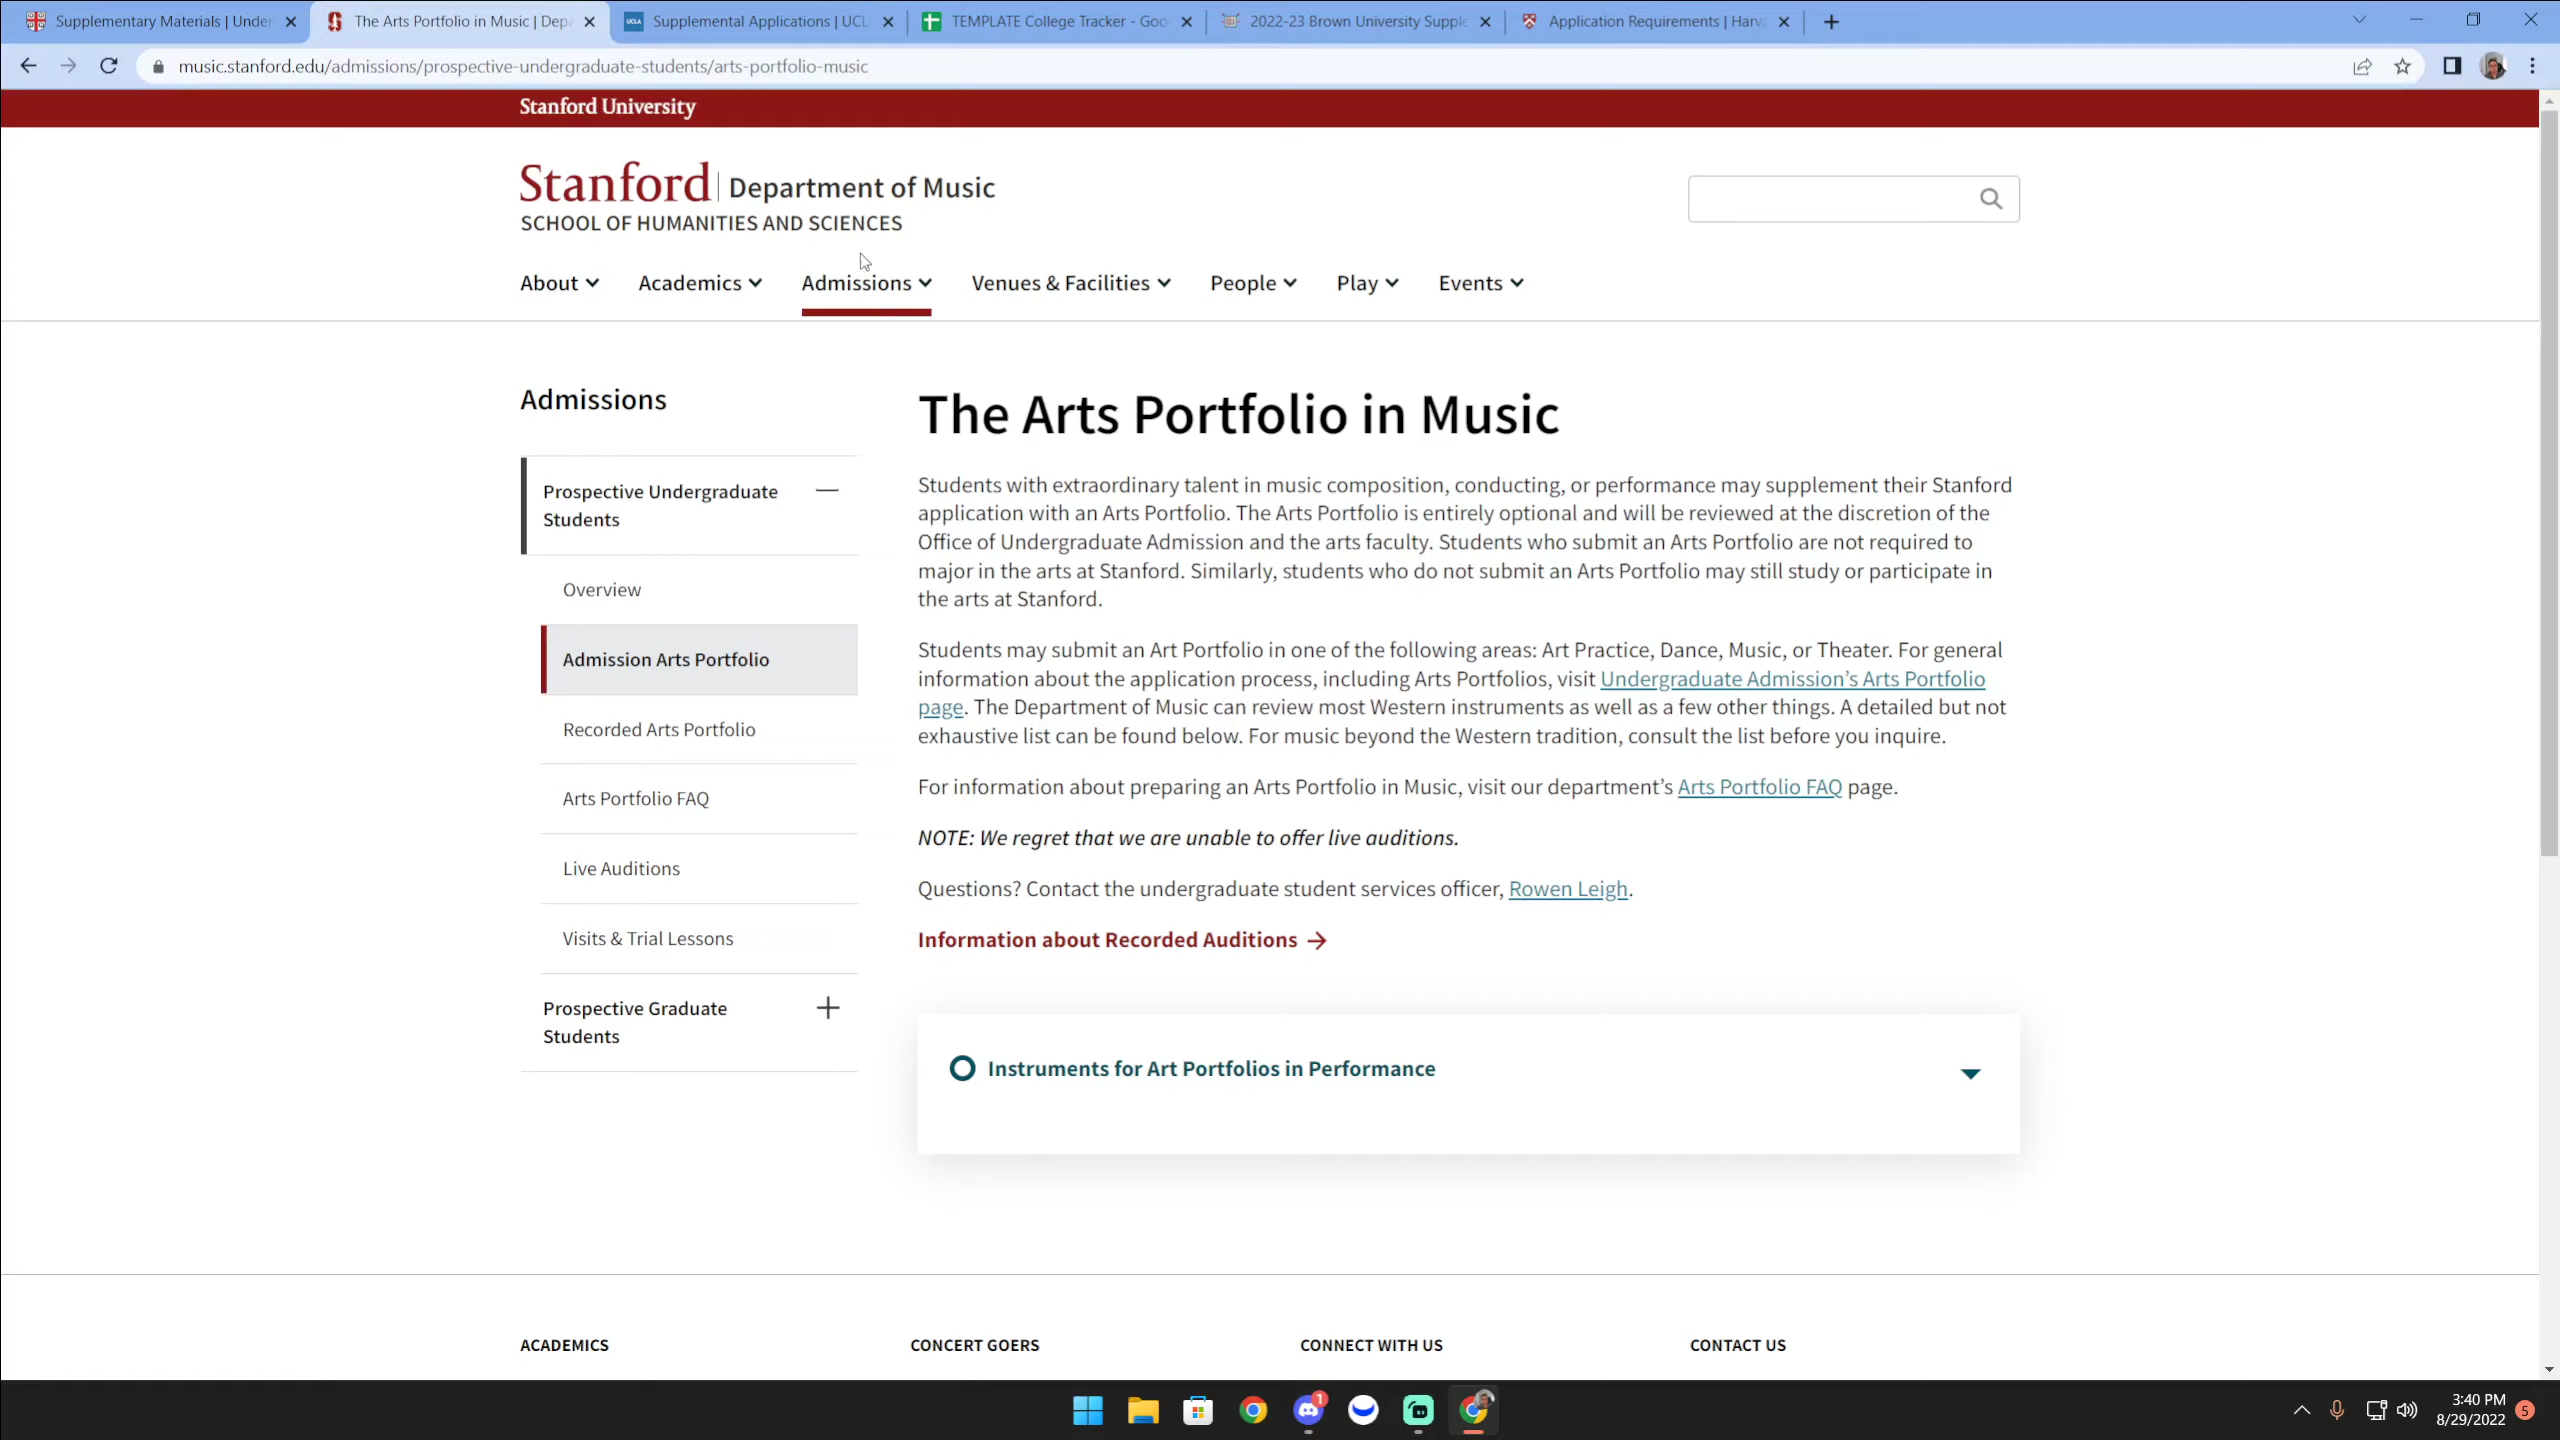 Supplementary Materials | Under
The Arts Portfolio in Music | Depa
Supplemental Applications | UCL
TEMPLATE College Tracker - Goo
2022-23 Brown University Supple
Application Requirements | Harva
music.stanford.edu/admissions/prospective-undergraduate-students/arts-portfolio-music
Stanford University
Stanford | Department of Music
SCHOOL OF HUMANITIES AND SCIENCES
About Academics Admissions Venues & Facilities People Play Events
Admissions
Prospective Undergraduate
Students
Overview
Admission Arts Portfolio
Recorded Arts Portfolio
Arts Portfolio FAQ
Live Auditions
Visits & Trial Lessons
Prospective Graduate
Students
The Arts Portfolio in Music
Students with extraordinary talent in music composition, conducting, or performance may supplement their Stanford
application with an Arts Portfolio. The Arts Portfolio is entirely optional and will be reviewed at the discretion of the
Office of Undergraduate Admission and the arts faculty. Students who submit an Arts Portfolio are not required to
major in the arts at Stanford. Similarly, students who do not submit an Arts Portfolio may still study or participate in
the arts at Stanford.
Students may submit an Art Portfolio in one of the following areas: Art Practice, Dance, Music, or Theater. For general
information about the application process, including Arts Portfolios, visit Undergraduate Admission's Arts Portfolio
page. The Department of Music can review most Western instruments as well as a few other things. A detailed but not
exhaustive list can be found below. For music beyond the Western tradition, consult the list before you inquire.
For information about preparing an Arts Portfolio in Music, visit our department's Arts Portfolio FAQ page.
NOTE: We regret that we are unable to offer live auditions.
Questions? Contact the undergraduate student services officer, Rowen Leigh.
Information about Recorded Auditions →
Instruments for Art Portfolios in Performance
ACADEMICS
CONCERT GOERS
CONNECT WITH US
CONTACT US
1
3:40 PM
8/29/2022
5